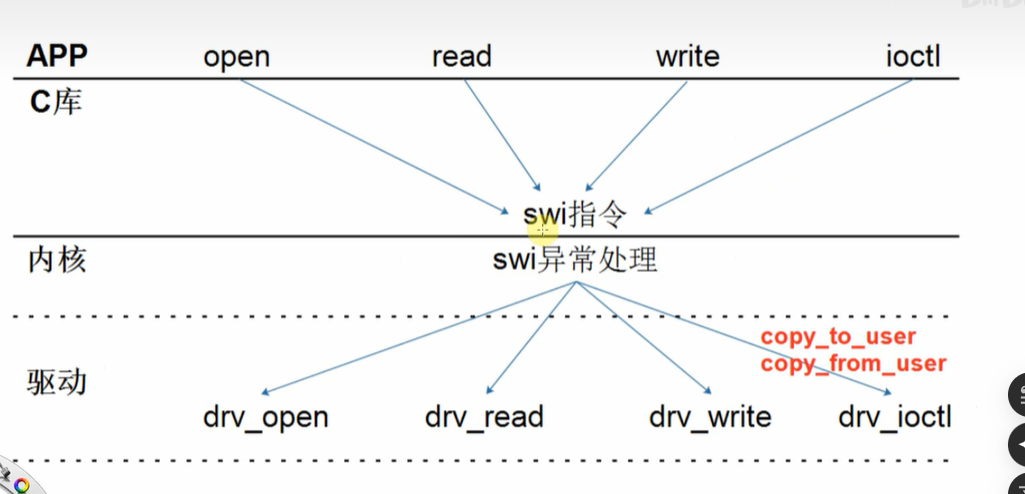 APP open read write ioctl
C库
swi指令
内核 swi异常处理
copy_to_user
copy_from_user
驱动
drv_open drv_read drv_write drv_ioctl